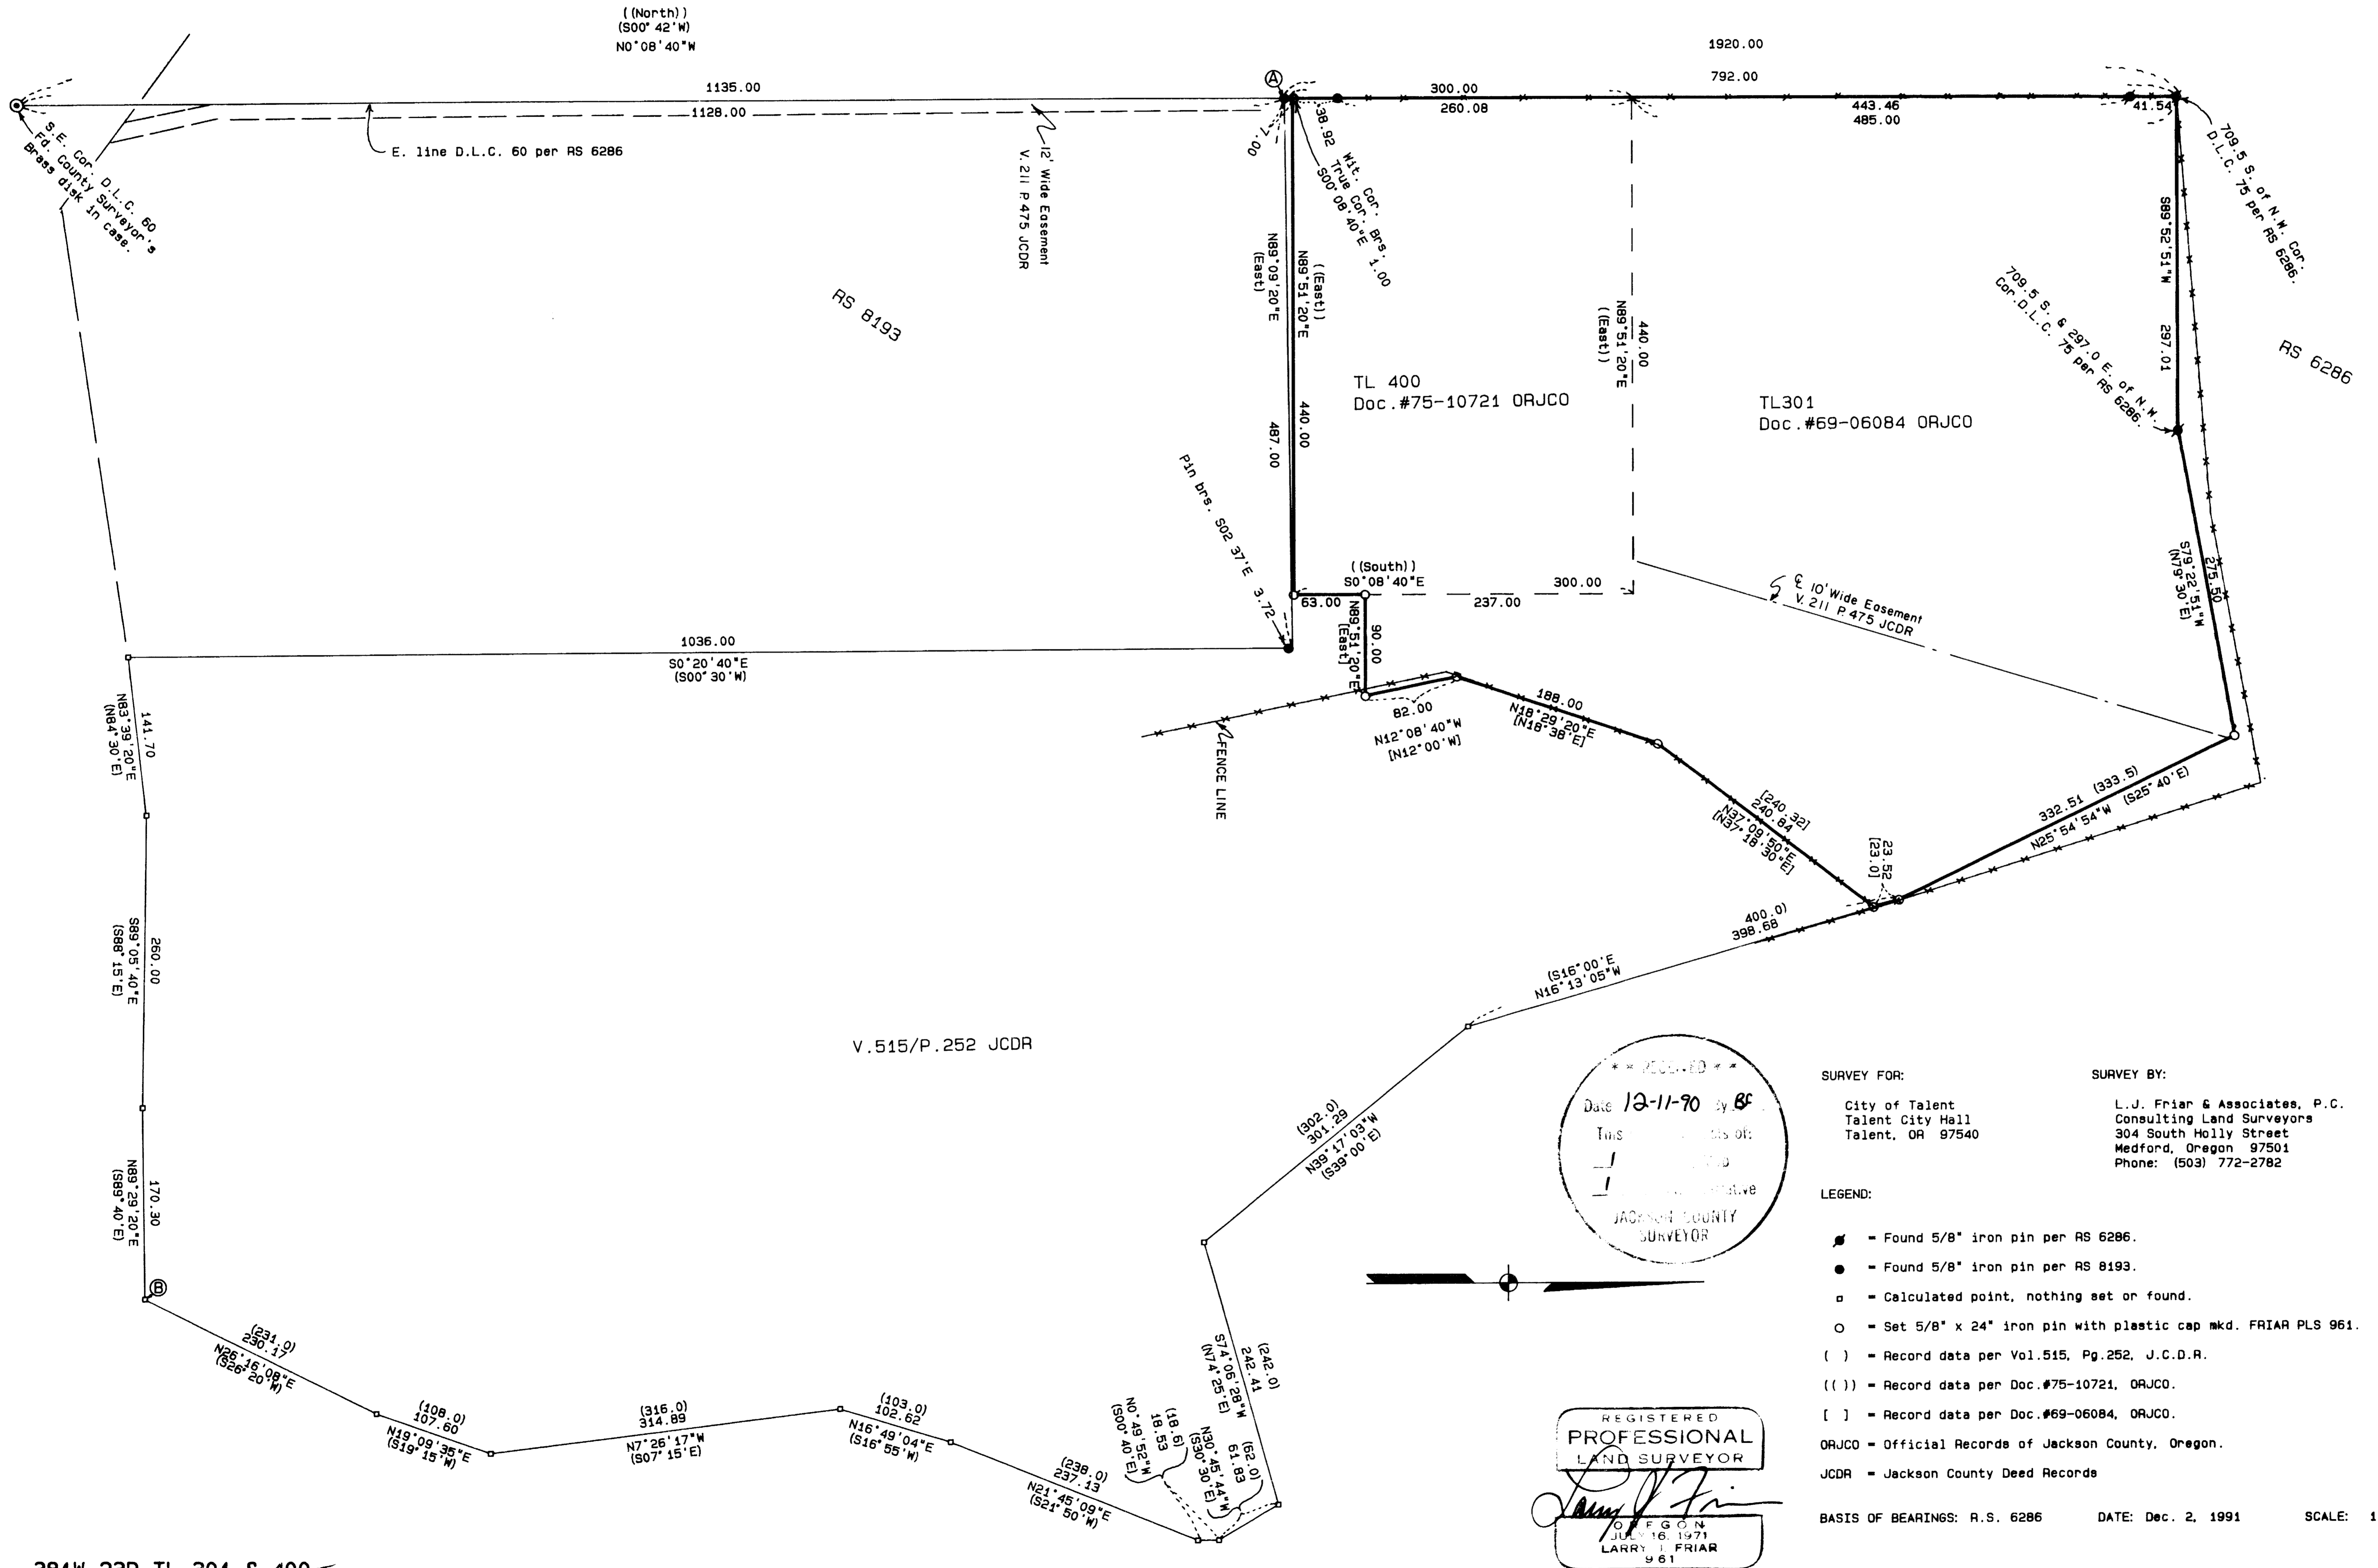 ((North))
(S00°42'W)
N0°08'40"W
1920.00
1135.00
792.00
300.00
1128.00
260.08
443.46
41.54
485.00
A
7.00
38.92 Wit. Cor.
True Cor. Brs.
S00°08'40"E 1.00
S.E. Cor. D.L.C. 60
Fd. County Surveyor's
Brass disk in case.
E. line D.L.C. 60 per RS 6286
12' Wide Easement
V.211 P.475 JCDR
709.5 S. of N.W. Cor.
D.L.C. 75 per RS 6286.
709.5 S. & 297.0 E. of N.W.
Cor.D.L.C. 75 per RS 6286.
S89°52'51"W 297.01
RS 6286
RS 8193
N89°09'20"E 487.00
(East)
((East))
N89°51'20"E 440.00
440.00
N89°51'20"E
((East))
TL 400
Doc.#75-10721 ORJCO
TL301
Doc.#69-06084 ORJCO
Pin brs. S02 37'E 3.72
((South))
S0°08'40"E
300.00
63.00
237.00
90.00
N89°51'20"E
[East]
℄ 10' Wide Easement
V.211 P.475 JCDR
275.50
S79°22'51"W
(N79°30'E)
1036.00
S0°20'40"E
(S00°30'W)
82.00
N12°08'40"W
[N12°00'W]
188.00
N18°29'20"E
[N18°38'E]
FENCE LINE
[240.32]
240.84
N37°09'50"E
[N37°18'30"E]
23.52
[23.0]
332.51 (333.5)
N25°54'54"W (S25°40'E)
400.0)
398.68
(S16°00'E
N16°13'05"W
141.70
N83°39'20"E
(N84°30'E)
260.00
S89°05'40"E
(S88°15'E)
170.30
N89°29'20"E
(S89°40'E)
B
V.515/P.252 JCDR
(302.0)
301.29
N39°17'03"W
(S39°00'E)
(242.0)
242.41
S74°06'28"W
(N74°25'E)
(62.0)
61.83
N30°45'44"W
(S30°30'E)
(18.6)
18.53
N0°49'52"W
(S00°40'E)
(231.0)
230.17
N26°16'08"E
(S26°20'W)
(108.0)
107.60
N19°09'35"E
(S19°15'W)
(316.0)
314.89
N7°26'17"W
(S07°15'E)
(103.0)
102.62
N16°49'04"E
(S16°55'W)
(238.0)
237.13
N21°45'09"E
(S21°50'W)
* * RECEIVED * *
Date 12-11-90 By BF
This
JACKSON COUNTY
SURVEYOR
SURVEY FOR:
City of Talent
Talent City Hall
Talent, OR 97540
SURVEY BY:
L.J. Friar & Associates, P.C.
Consulting Land Surveyors
304 South Holly Street
Medford, Oregon 97501
Phone: (503) 772-2782
LEGEND:
= Found 5/8" iron pin per RS 6286.
= Found 5/8" iron pin per RS 8193.
= Calculated point, nothing set or found.
= Set 5/8" x 24" iron pin with plastic cap mkd. FRIAR PLS 961.
( ) = Record data per Vol.515, Pg.252, J.C.D.R.
(( )) = Record data per Doc.#75-10721, ORJCO.
[ ] = Record data per Doc.#69-06084, ORJCO.
ORJCO = Official Records of Jackson County, Oregon.
JCDR = Jackson County Deed Records
BASIS OF BEARINGS: R.S. 6286 DATE: Dec. 2, 1991 SCALE: 1
REGISTERED
PROFESSIONAL
LAND SURVEYOR
Larry J Friar
OREGON
JULY 16, 1971
LARRY J. FRIAR
961